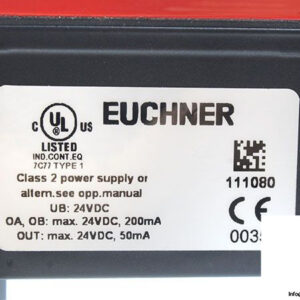 EUCHNER
C UL US
LISTED
IND.CONT.EQ
7C77 TYPE 1
Class 2 power supply or
altern.see opp.manual
UB: 24VDC
OA, OB: max. 24VDC, 200mA
OUT: max. 24VDC, 50mA
111080
CE